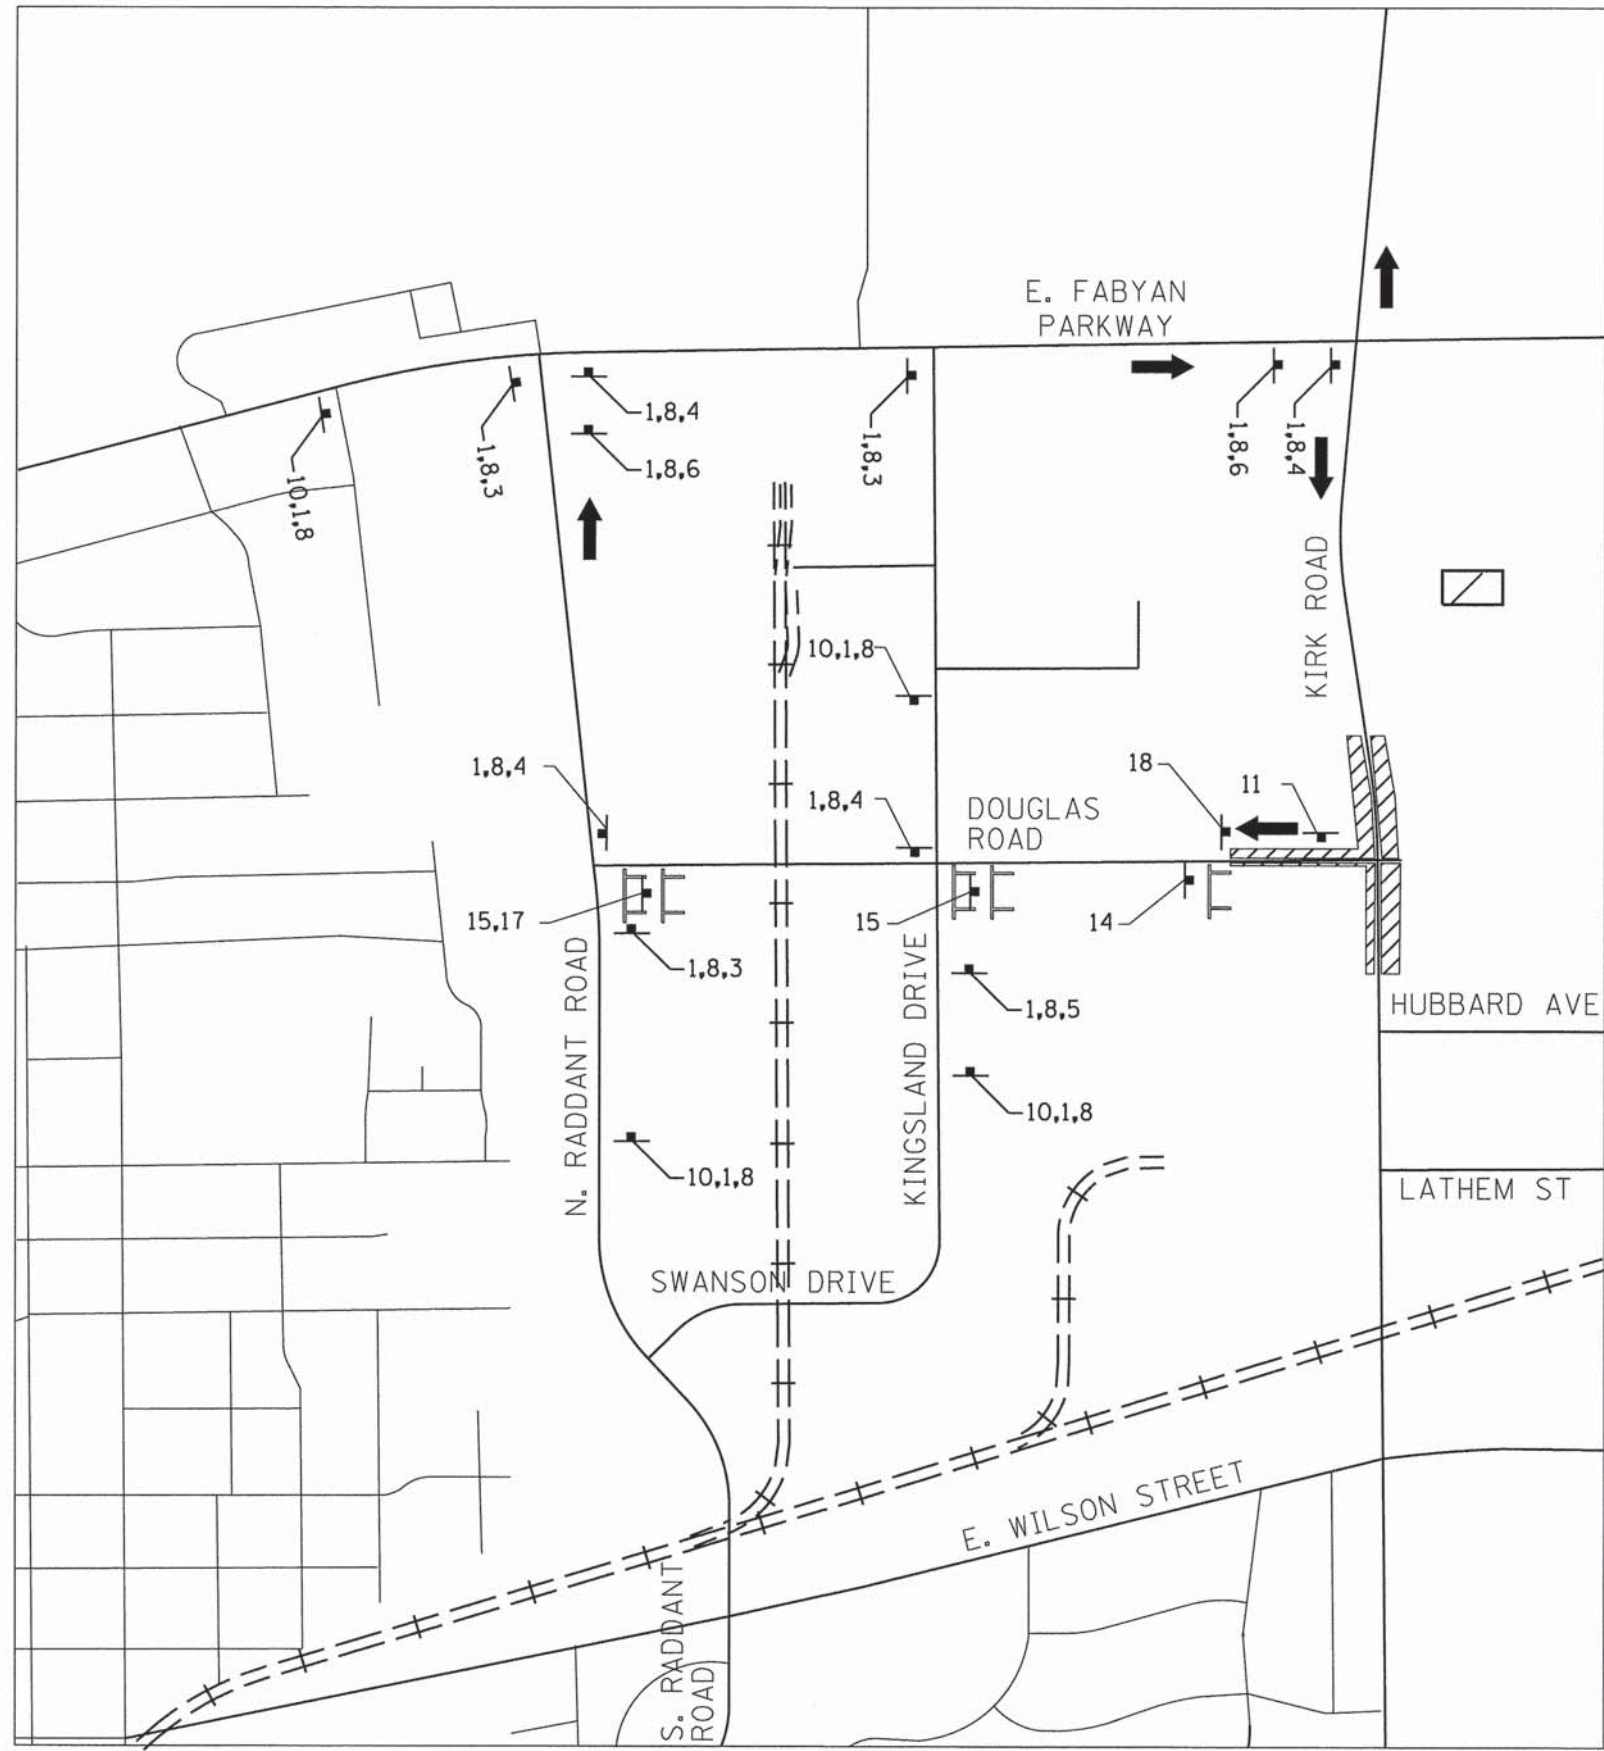 E. FABYAN
PARKWAY
1,8,4
1,8,6
1,8,3
10,1,8
1,8,3
1,8,6
1,8,4
KIRK ROAD
10,1,8
1,8,4
1,8,4
DOUGLAS
ROAD
18
11
15,17
15
14
1,8,3
1,8,5
N. RADDANT ROAD
KINGSLAND DRIVE
HUBBARD AVE
10,1,8
10,1,8
LATHEM ST
SWANSON DRIVE
E. WILSON STREET
S. RADDANT
ROAD